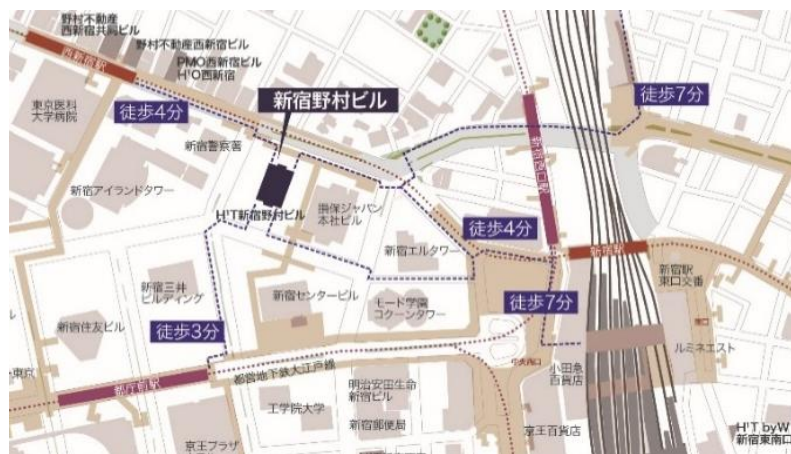 野村不動産
西新宿共同ビル
野村不動産西新宿ビル
PMO西新宿ビル
H¹O西新宿
西新宿駅
新宿野村ビル
徒歩7分
東京医科
大学病院
徒歩4分
新宿警察署
新宿西口駅
新宿アイランドタワー
H¹T新宿野村ビル
損保ジャパン
本社ビル
徒歩4分
新宿エルタワー
新宿駅
新宿駅
東口交番
新宿三井
ビルディング
新宿センタービル
モード学園
コクーンタワー
徒歩7分
新宿住友ビル
徒歩3分
東口
中央西口
ルミネエスト
小田急
百貨店
都営地下鉄大江戸線
都庁前駅
明治安田生命
新宿ビル
工学院大学
新宿郵便局
京王プラザ
京王百貨店
H¹T byW
新宿東南口